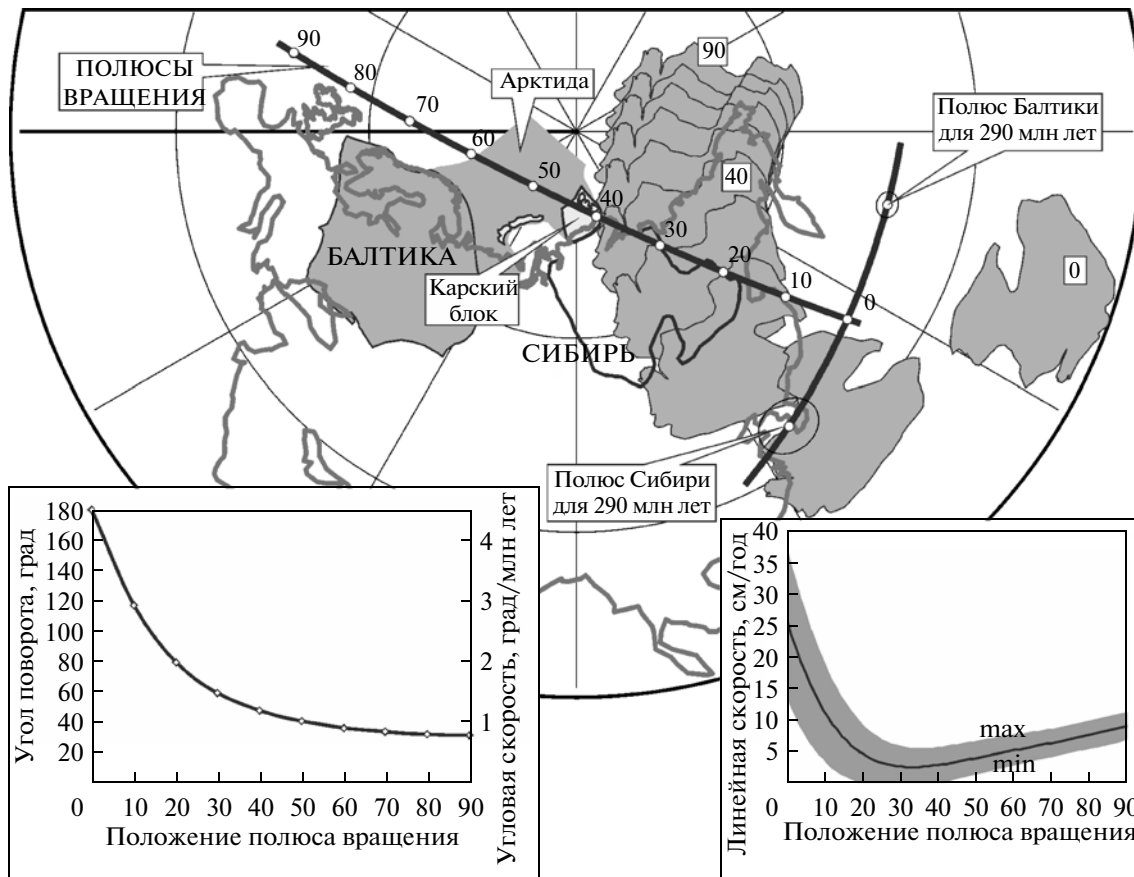 90
ПОЛЮСЫ
ВРАЩЕНИЯ
80
70
60
50
40
30
20
10
0
Арктида
90
40
0
Полюс Балтики
для 290 млн лет
БАЛТИКА
Карский
блок
СИБИРЬ
Полюс Сибири
для 290 млн лет
Угол поворота, град
180
160
140
120
100
80
60
40
20
Угловая скорость, град/млн лет
4
3
2
1
0 10 20 30 40 50 60 70 80 90
Положение полюса вращения
Линейная скорость, см/год
40
35
30
25
20
15
10
5
max
min
0 10 20 30 40 50 60 70 80 90
Положение полюса вращения